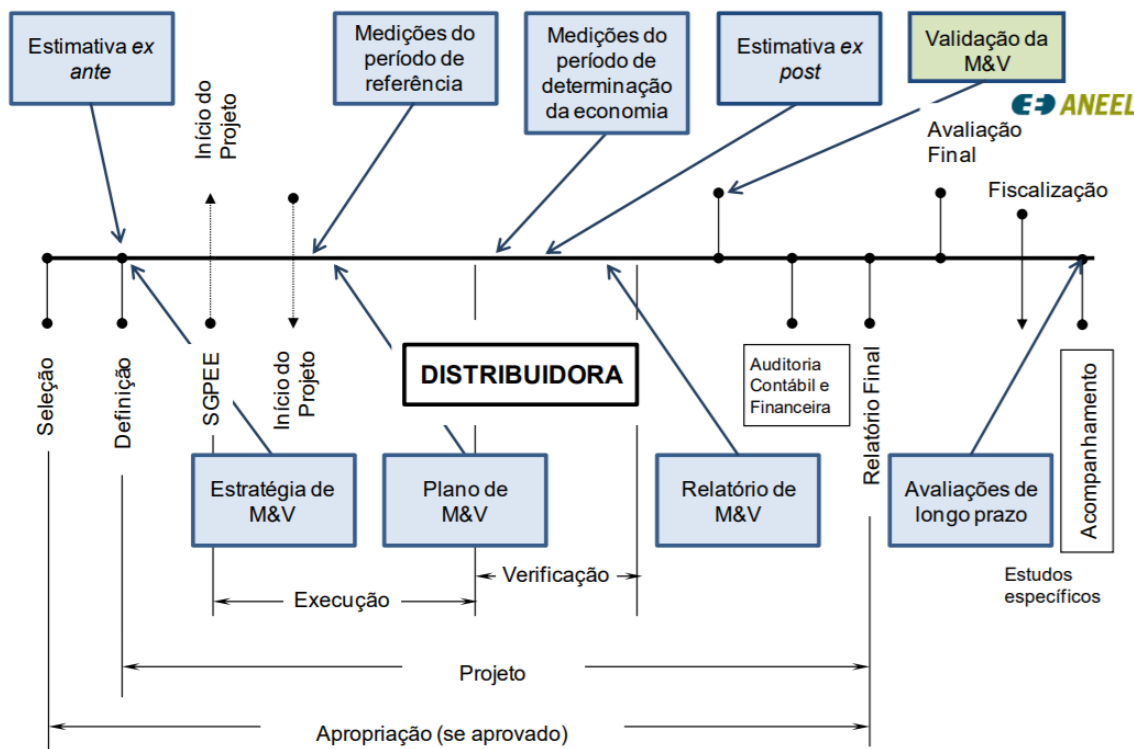 Estimativa ex
ante
Início do
Projeto
Medições do
período de
referência
Medições do
período de
determinação
da economia
Estimativa ex
post
Validação da
M&V
ANEEL
Avaliação
Final
Fiscalização
Seleção
Definição
SGPEE
Início do
Projeto
DISTRIBUIDORA
Auditoria
Contábil e
Financeira
Relatório Final
Acompanhamento
Estratégia de
M&V
Plano de
M&V
Relatório de
M&V
Avaliações de
longo prazo
Verificação
Execução
Estudos
específicos
Projeto
Apropriação (se aprovado)